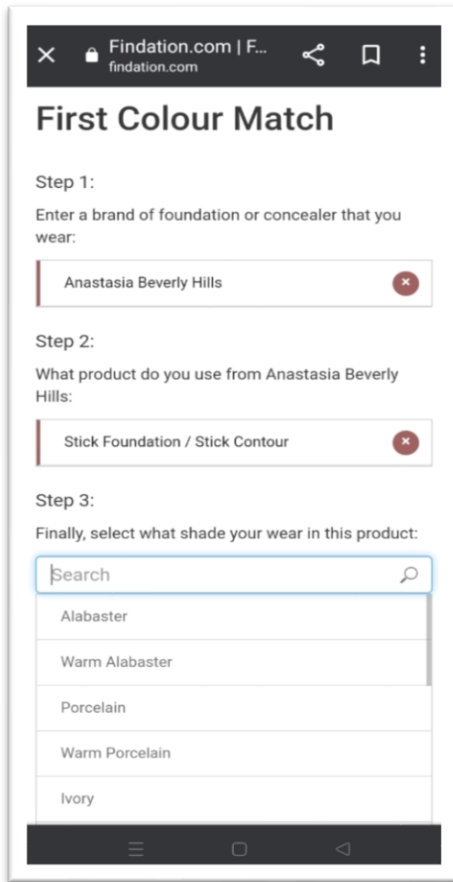 Findation.com | F...
findation.com
First Colour Match
Step 1:
Enter a brand of foundation or concealer that you
wear:
Anastasia Beverly Hills
Step 2:
What product do you use from Anastasia Beverly
Hills:
Stick Foundation / Stick Contour
Step 3:
Finally, select what shade your wear in this product:
Search
Alabaster
Warm Alabaster
Porcelain
Warm Porcelain
Ivory